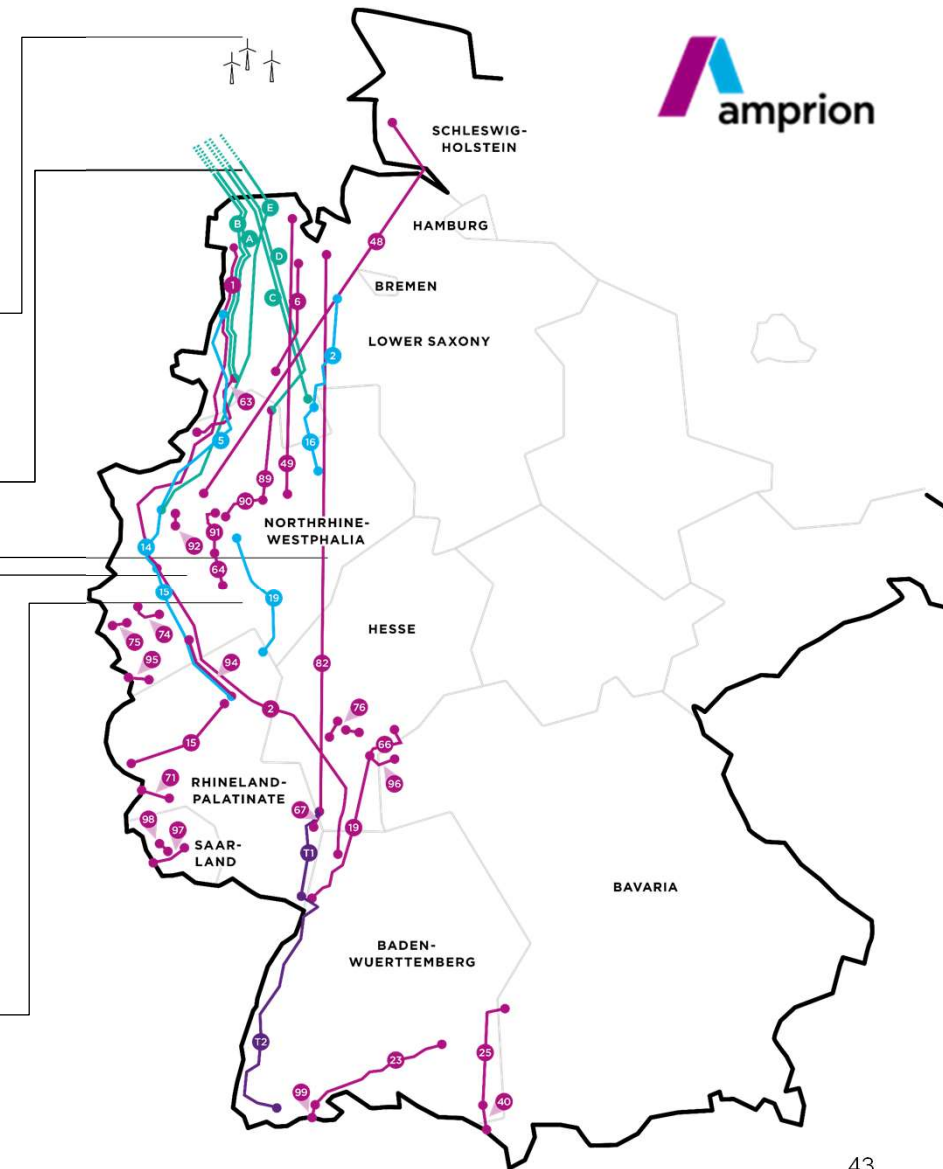 amprion
SCHLESWIG-
HOLSTEIN
E
B
A
HAMBURG
48
D
1
BREMEN
C
6
LOWER SAXONY
2
63
5
16
49
89
90
NORTHRHINE-
WESTPHALIA
91
92
14
64
15
19
HESSE
74
75
95
94
82
2
76
15
66
71
RHINELAND-
PALATINATE
96
67
98
97
19
SAAR-
LAND
T1
BAVARIA
BADEN-
WUERTTEMBERG
T2
25
23
99
40
43